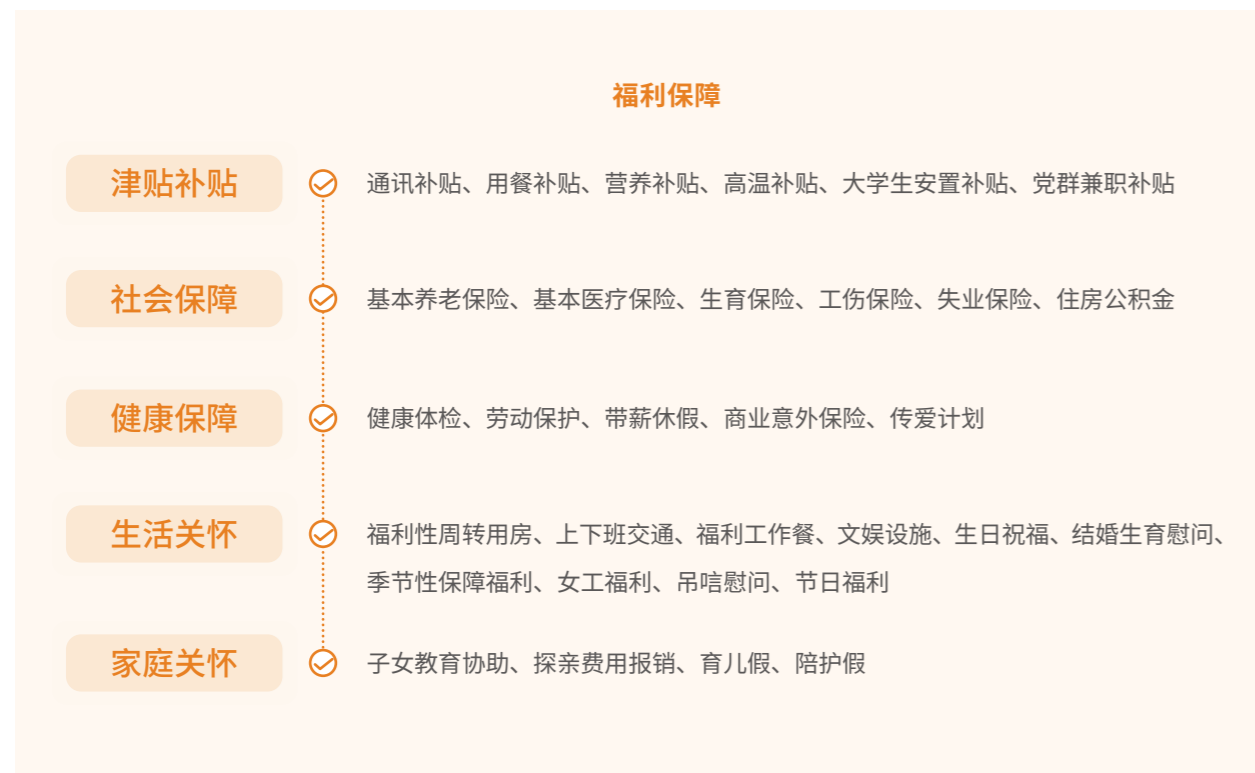 福利保障
津贴补贴
通讯补贴、用餐补贴、营养补贴、高温补贴、大学生安置补贴、党群兼职补贴
社会保障
基本养老保险、基本医疗保险、生育保险、工伤保险、失业保险、住房公积金
健康保障
健康体检、劳动保护、带薪休假、商业意外保险、传爱计划
生活关怀
福利性周转用房、上下班交通、福利工作餐、文娱设施、生日祝福、结婚生育慰问、
季节性保障福利、女工福利、吊唁慰问、节日福利
家庭关怀
子女教育协助、探亲费用报销、育儿假、陪护假